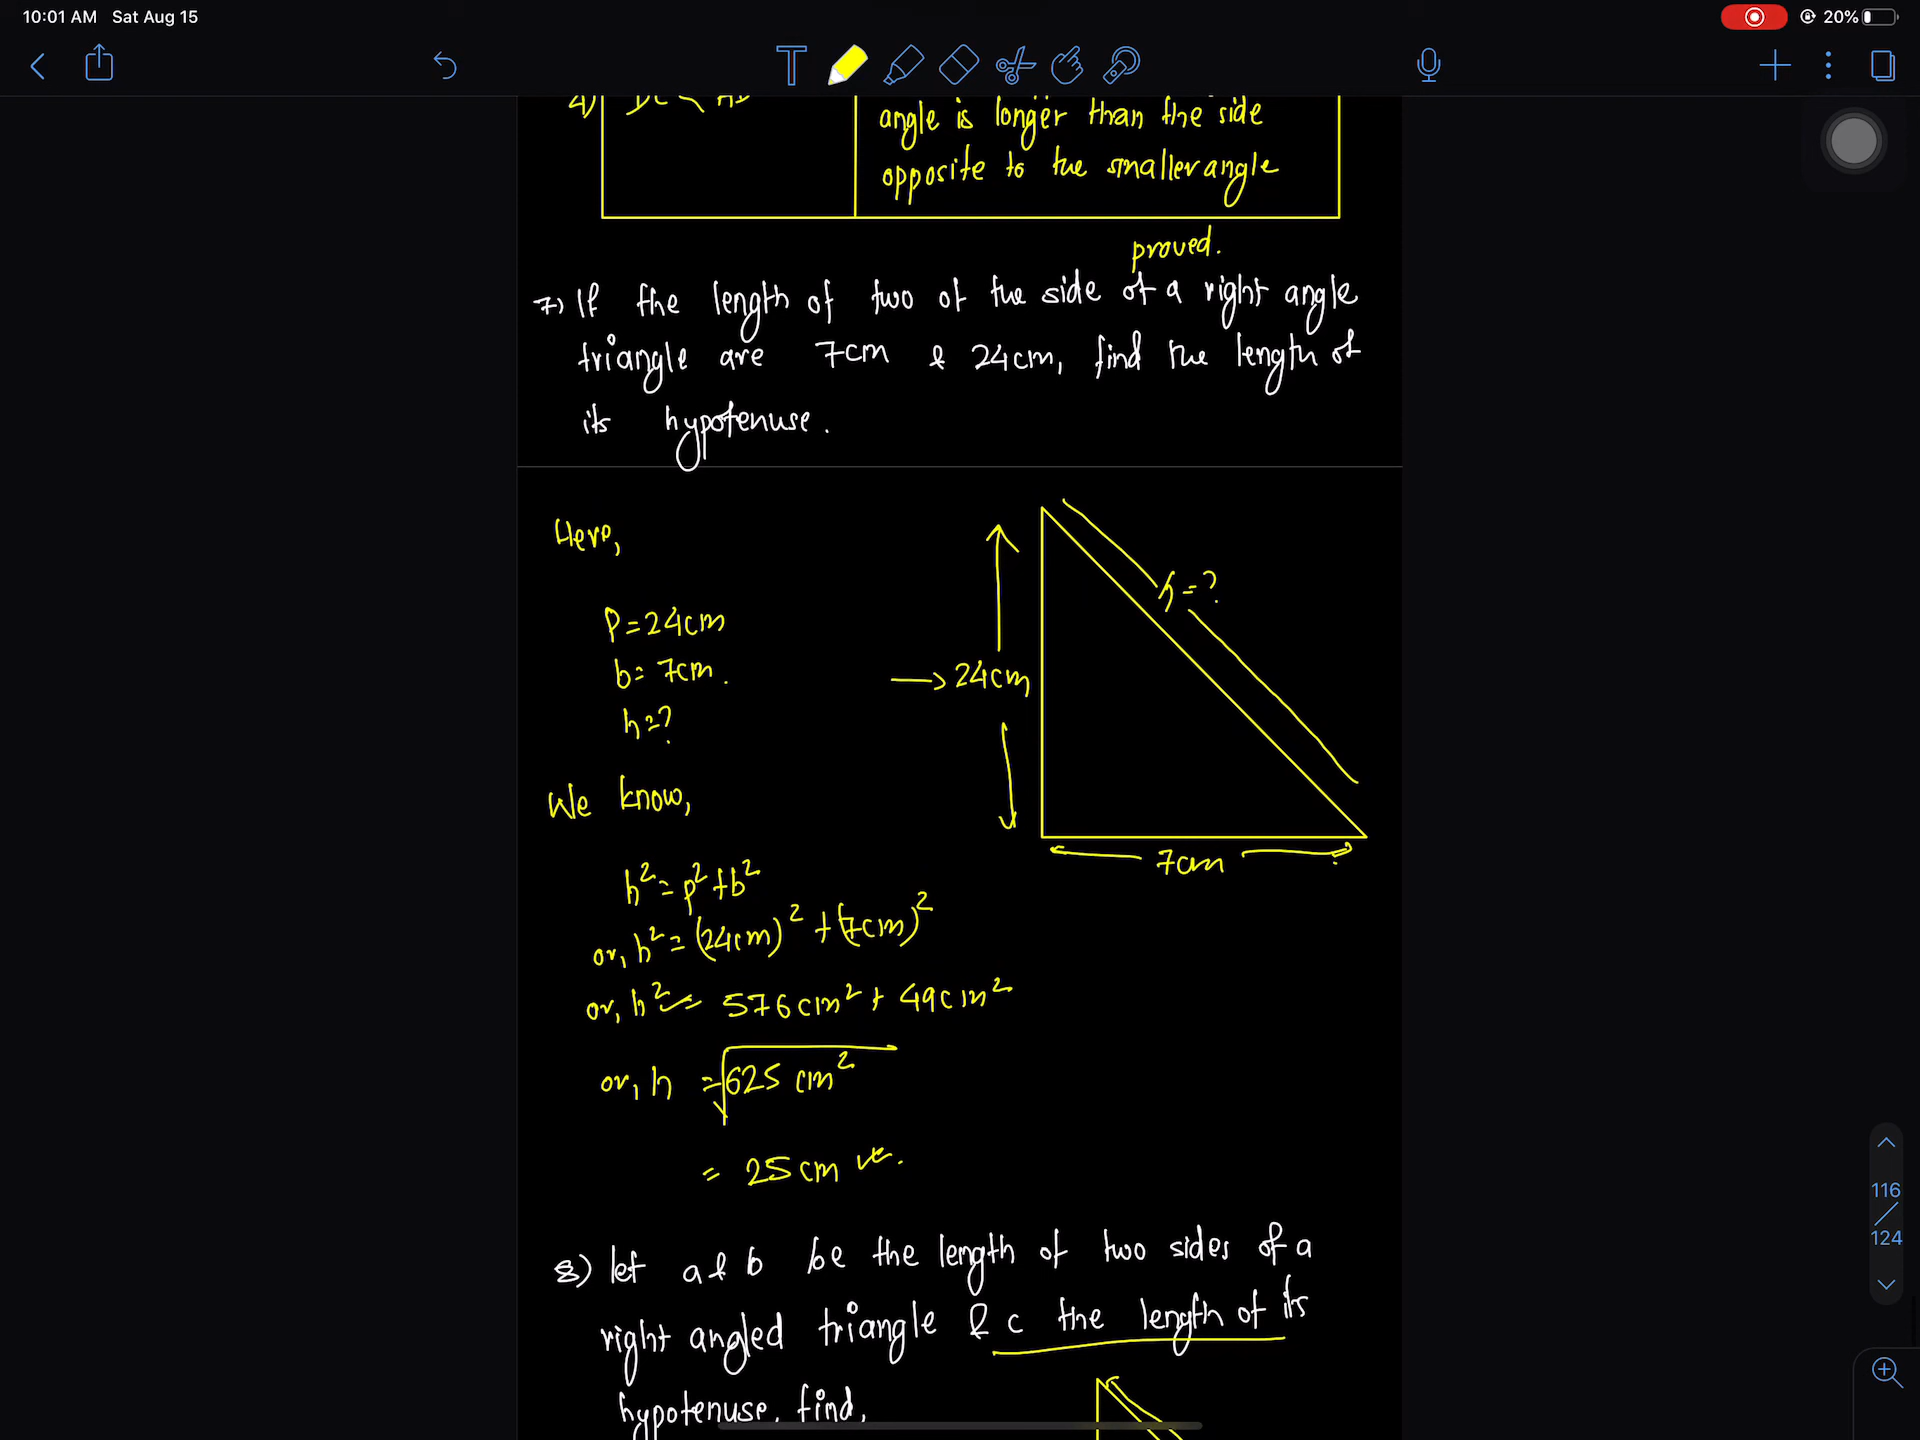 10:01 AM Sat Aug 15
20%
T
4)
angle is longer than the side
opposite to the smaller angle
proved.
7) If the length of two of the side of a right angle
triangle are 7cm & 24cm, find the length of
its hypotenuse.
Here,
P = 24cm
b = 7cm.
h = ?
h = ?
→ 24cm
7cm
We know,
h² = p² + b²
or, h² = (24cm)² + (7cm)²
or, h² = 576cm² + 49cm²
or, h = √625 cm²
= 25cm
116
/
124
8) let a & b be the length of two sides of a
right angled triangle & c the length of its
hypotenuse. find,